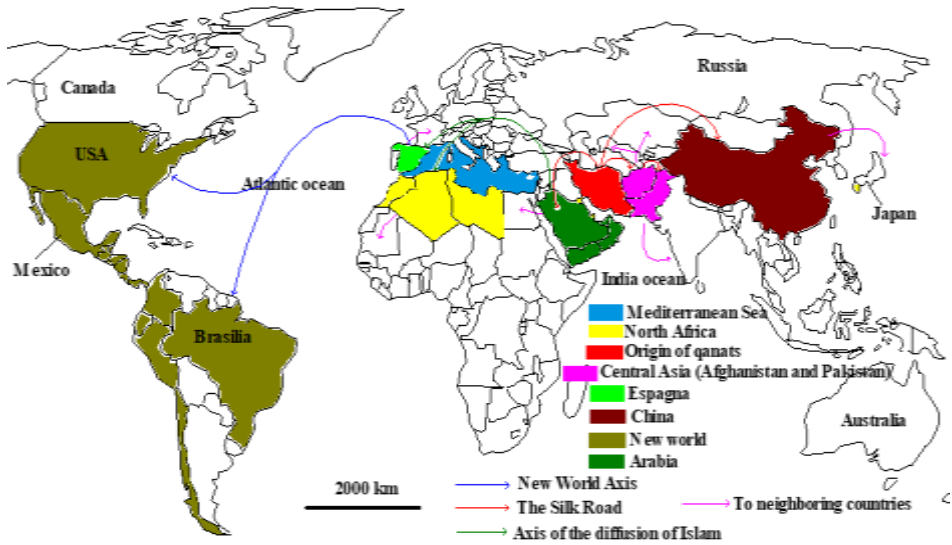 Russia
Canada
USA
Atlantic ocean
Japan
Mexico
India ocean
Mediterranean Sea
North Africa
Brasilia
Origin of qanats
Central Asia (Afghanistan and Pakistan)
Espagna
China
Australia
New world
Arabia
New World Axis
2000 km
The Silk Road
To neighboring countries
Axis of the diffusion of Islam